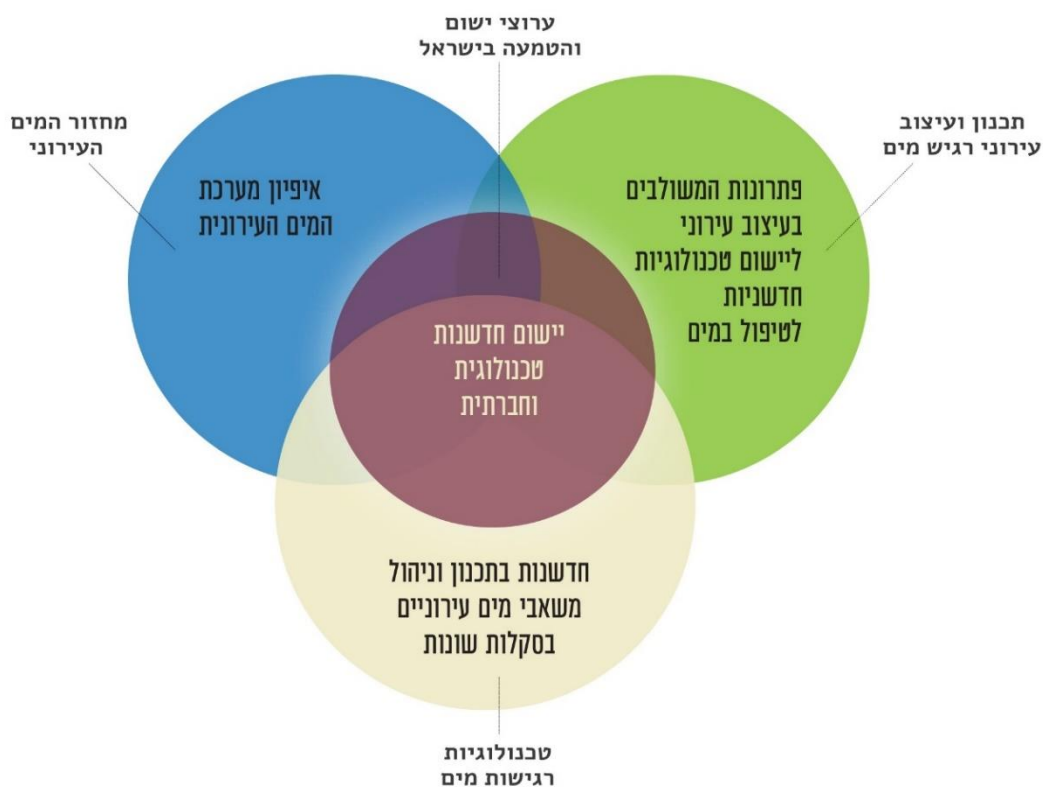 ערוצי ישום
והטמעה בישראל
תכנון ועיצוב
עירוני רגיש מים
מחזור המים
העירוני
פתרונות המשולבים
בעיצוב עירוני
ליישום טכנולוגיות
חדשניות
לטיפול במים
איפיון מערכת
המים העירונית
יישום חדשנות
טכנולוגית
וחברתית
חדשנות בתכנון וניהול
משאבי מים עירוניים
בסקלות שונות
טכנולוגיות
רגישות מים